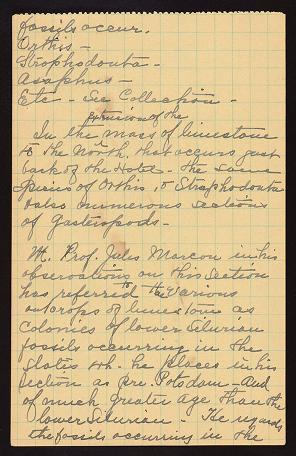 fossils occur.
Orthis -
Strophodonta -
Asaphus -
Etc - See Collection -
extension of the
In the mass of limestone
to the North, that occurs just
back of the Hotel - the same
species of Orthis, & Strophodonta
& also numerous sections
of gasteropods -
Mr. Prof. Jules Marcou in his
observations on this Section
has referred to the various
outcrops of limestone as
colonies of lower Silurian
fossils occurring in the
slates wh. he places in his
section as pre. Potsdam - and
of much greater age than the
lower Silurian - He regards
the fossils occurring in the